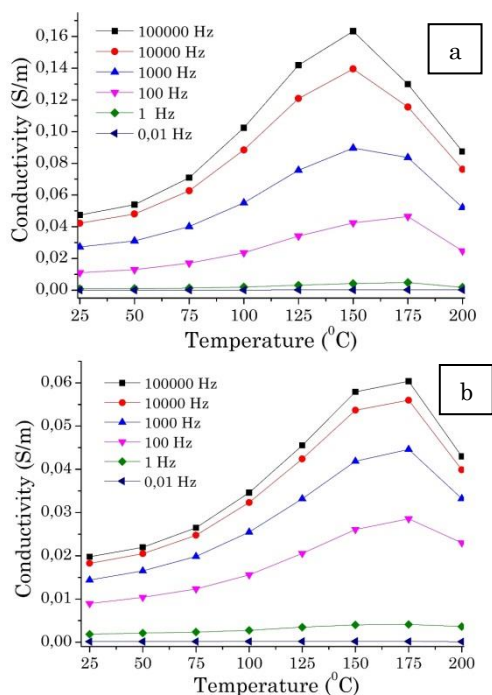 a
100000 Hz
10000 Hz
1000 Hz
100 Hz
1 Hz
0,01 Hz
Conductivity (S/m)
0,16
0,14
0,12
0,10
0,08
0,06
0,04
0,02
0,00
25 50 75 100 125 150 175 200
Temperature (⁰C)
b
100000 Hz
10000 Hz
1000 Hz
100 Hz
1 Hz
0,01 Hz
Conductivity (S/m)
0,06
0,05
0,04
0,03
0,02
0,01
0,00
25 50 75 100 125 150 175 200
Temperature (⁰C)